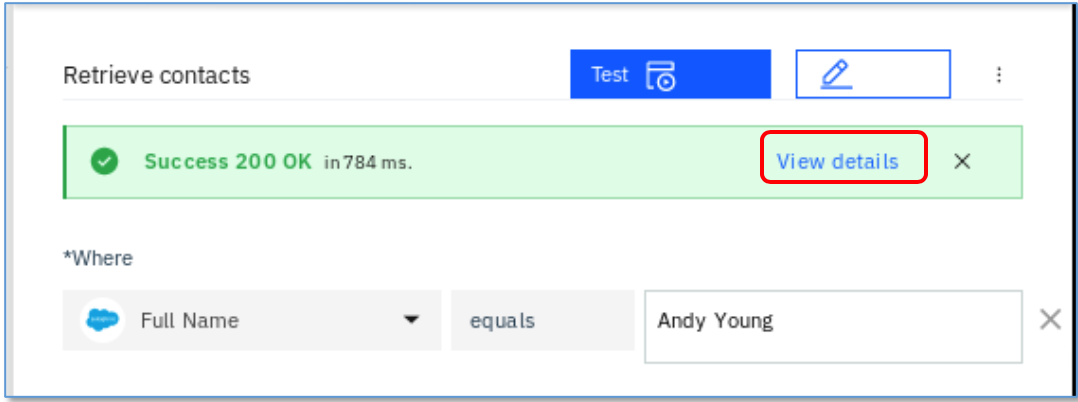 Retrieve contacts
Test
Success 200 OK in 784 ms.
View details
*Where
Full Name
equals
Andy Young